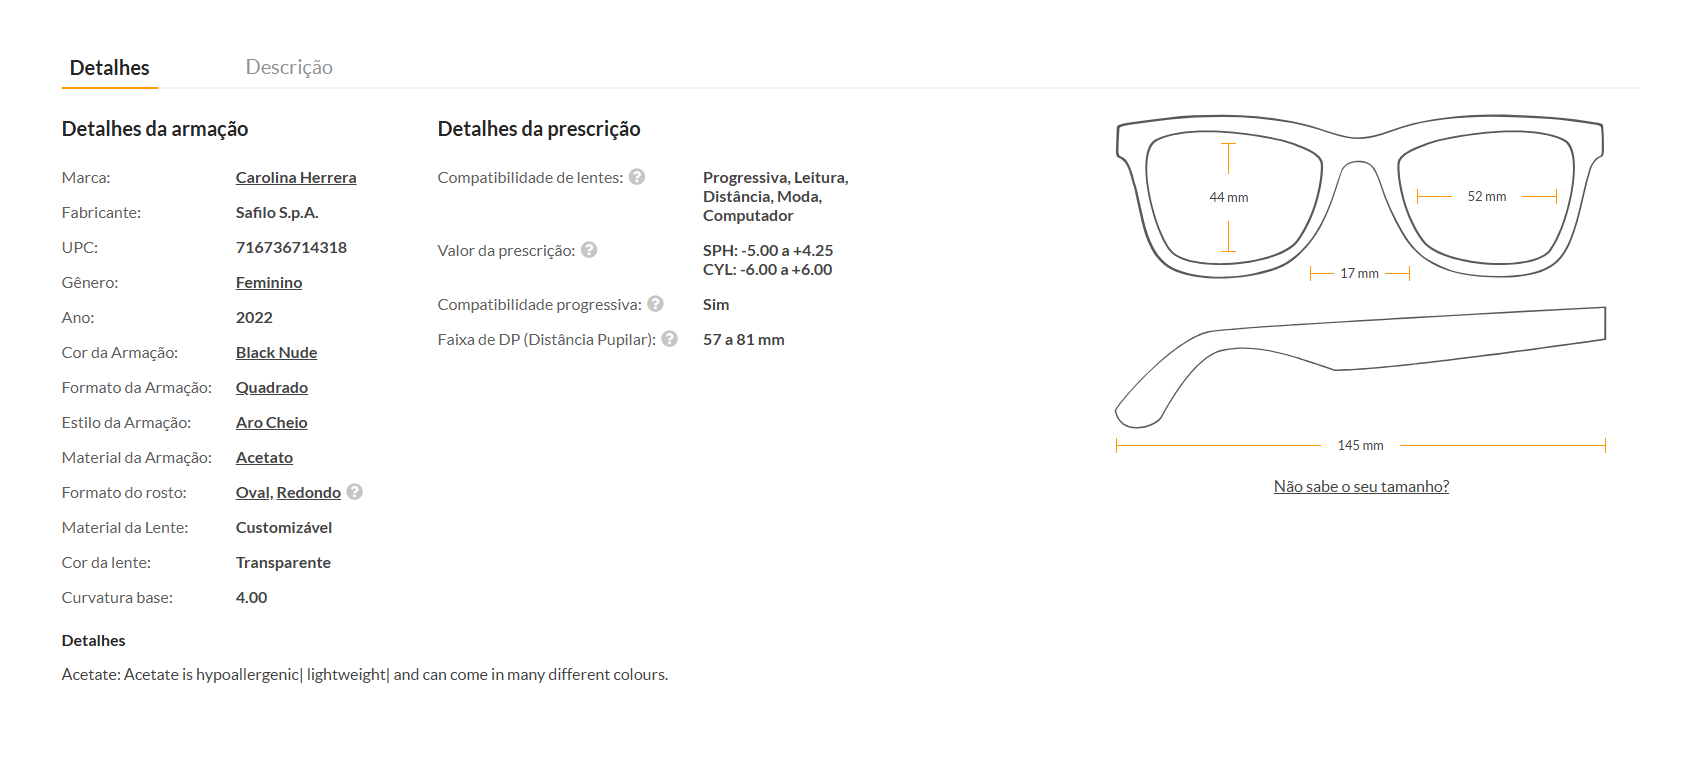 Detalhes
Descrição
Detalhes da armação
Marca: Carolina Herrera
Fabricante: Safilo S.p.A.
UPC: 716736714318
Gênero: Feminino
Ano: 2022
Cor da Armação: Black Nude
Formato da Armação: Quadrado
Estilo da Armação: Aro Cheio
Material da Armação: Acetato
Formato do rosto: Oval, Redondo ?
Material da Lente: Customizável
Cor da lente: Transparente
Curvatura base: 4.00
Detalhes da prescrição
Compatibilidade de lentes: ? Progressiva, Leitura,
Distância, Moda,
Computador
Valor da prescrição: ? SPH: -5.00 a +4.25
CYL: -6.00 a +6.00
Compatibilidade progressiva: ? Sim
Faixa de DP (Distância Pupilar): ? 57 a 81 mm
44 mm
52 mm
17 mm
145 mm
Não sabe o seu tamanho?
Detalhes
Acetate: Acetate is hypoallergenic| lightweight| and can come in many different colours.